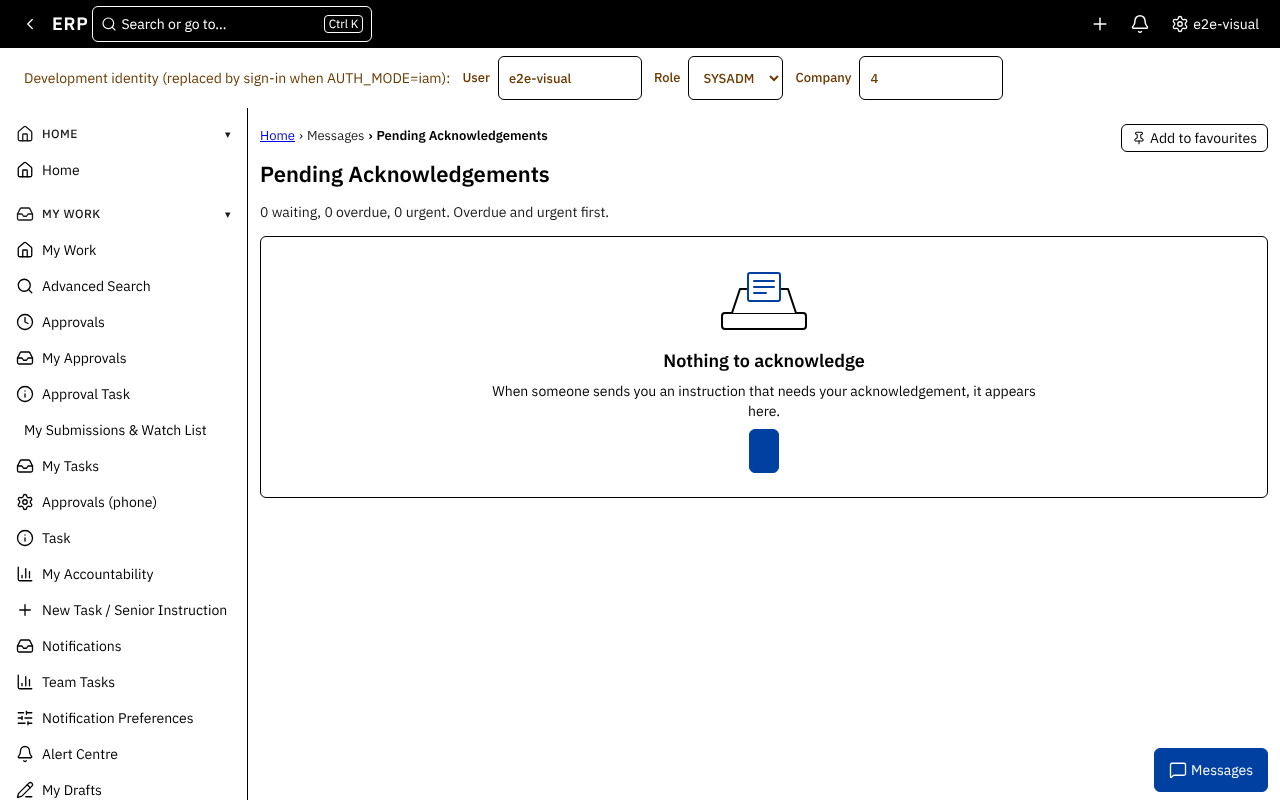 ERP
Search or go to...
Ctrl K
e2e-visual
Development identity (replaced by sign-in when AUTH_MODE=iam):
User
e2e-visual
Role
SYSADM
Company
4
HOME
Home
MY WORK
My Work
Advanced Search
Approvals
My Approvals
Approval Task
My Submissions & Watch List
My Tasks
Approvals (phone)
Task
My Accountability
New Task / Senior Instruction
Notifications
Team Tasks
Notification Preferences
Alert Centre
My Drafts
Home › Messages › Pending Acknowledgements
Add to favourites
Pending Acknowledgements
0 waiting, 0 overdue, 0 urgent. Overdue and urgent first.
Nothing to acknowledge
When someone sends you an instruction that needs your acknowledgement, it appears
here.
Messages